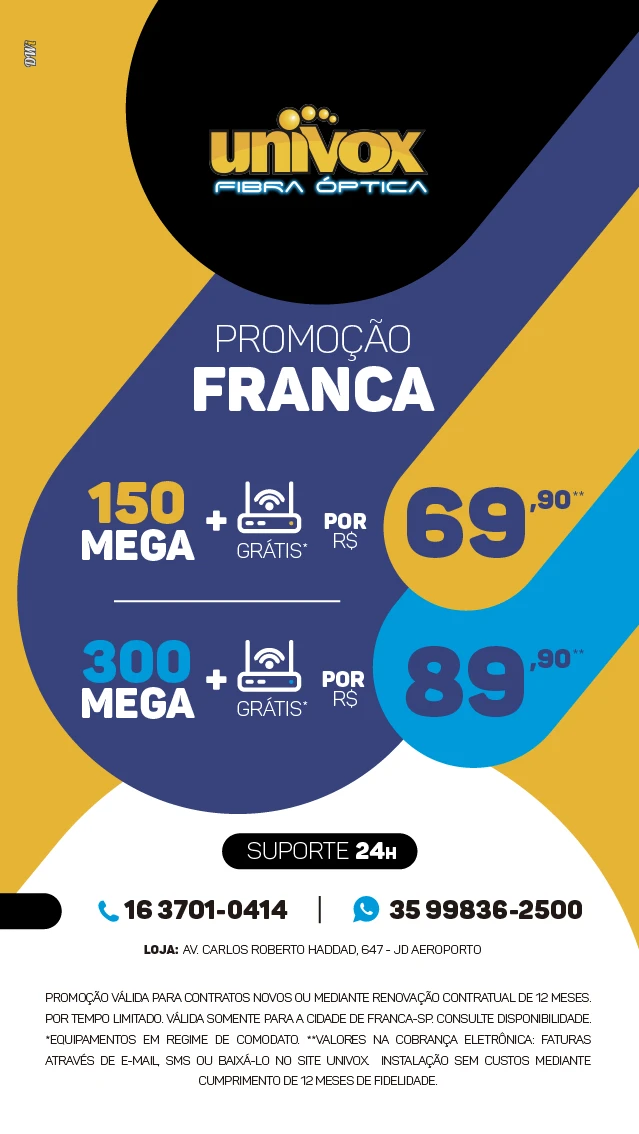 DWi
univox
FIBRA ÓPTICA
PROMOÇÃO
FRANCA
150
MEGA
+
GRÁTIS*
POR
R$
69,90**
300
MEGA
+
GRÁTIS*
POR
R$
89,90**
SUPORTE 24H
16 3701-0414 | 35 99836-2500
LOJA: AV. CARLOS ROBERTO HADDAD, 647 - JD AEROPORTO
PROMOÇÃO VÁLIDA PARA CONTRATOS NOVOS OU MEDIANTE RENOVAÇÃO CONTRATUAL DE 12 MESES.
POR TEMPO LIMITADO. VÁLIDA SOMENTE PARA A CIDADE DE FRANCA-SP. CONSULTE DISPONIBILIDADE.
*EQUIPAMENTOS EM REGIME DE COMODATO. **VALORES NA COBRANÇA ELETRÔNICA: FATURAS
ATRAVÉS DE E-MAIL, SMS OU BAIXÁ-LO NO SITE UNIVOX. INSTALAÇÃO SEM CUSTOS MEDIANTE
CUMPRIMENTO DE 12 MESES DE FIDELIDADE.